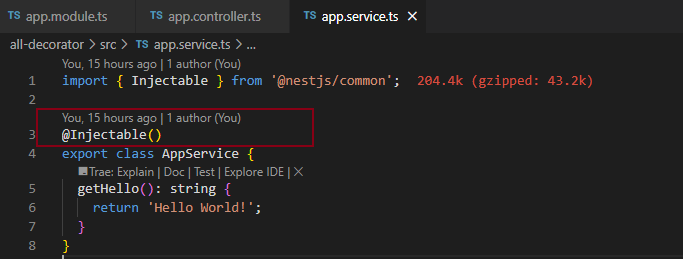 TS app.module.ts TS app.controller.ts TS app.service.ts ×
all-decorator > src > TS app.service.ts > ...
You, 15 hours ago | 1 author (You)
1 import { Injectable } from '@nestjs/common'; 204.4k (gzipped: 43.2k)
2
You, 15 hours ago | 1 author (You)
3 @Injectable()
4 export class AppService {
Trae: Explain | Doc | Test | Explore IDE | ×
5 getHello(): string {
6 return 'Hello World!';
7 }
8 }